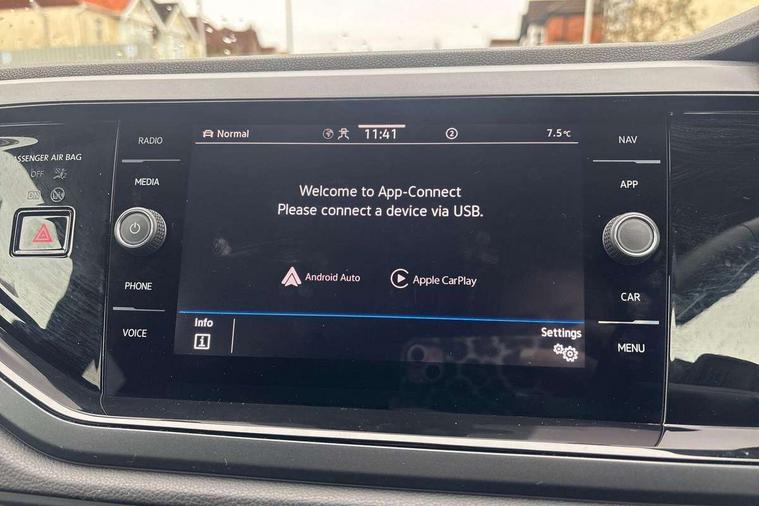 Normal 11:41 2 7.5°C
Welcome to App-Connect
Please connect a device via USB.
Android Auto Apple CarPlay
Info
Settings
RADIO
MEDIA
PHONE
VOICE
NAV
APP
CAR
MENU
AIR BAG
OFF